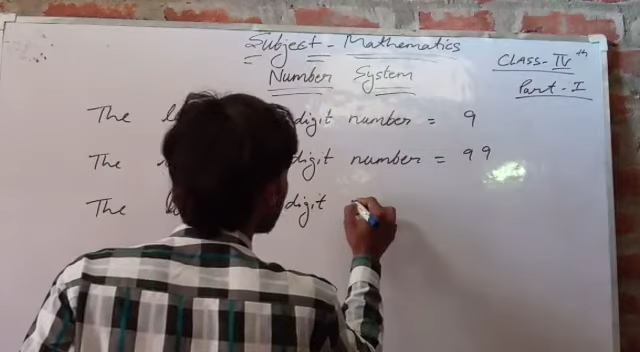 Subject - Mathematics
CLASS - IV th
Number System
Part - I
The digit number = 9
The digit number = 99
The digit